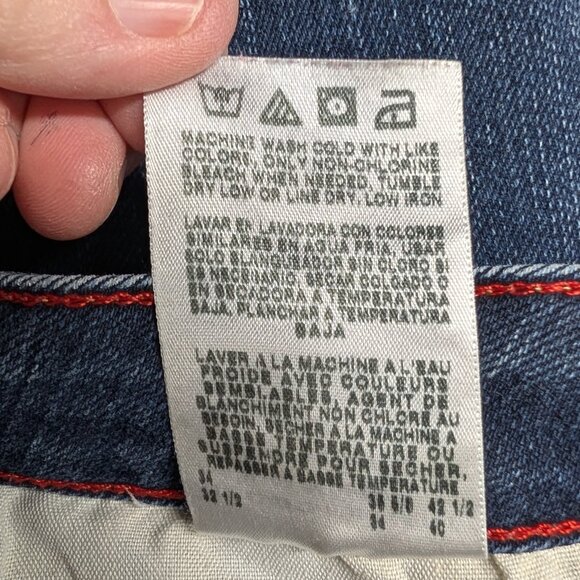 MACHINE WASH COLD WITH LIKE
COLORS, ONLY NON-CHLORINE
BLEACH WHEN NEEDED, TUMBLE
DRY LOW OR LINE DRY, LOW IRON
LAVAR EN LAVADORA CON COLORES
SIMILARES EN AGUA FRIA, USAR
SOLO BLANQUEADOR SIN CLORO SI
ES NECESARIO, SECAR COLGADO O
EN SECADORA A TEMPERATURA
BAJA, PLANCHAR A TEMPERATURA
BAJA
LAVER A LA MACHINE A L'EAU
FROIDE AVEC COULEURS
SEMBLABLES, AGENT DE
BLANCHIMENT NON CHLORE AU
BESOIN, SECHER A LA MACHINE A
BASSE TEMPERATURE OU
SUSPENDRE POUR SECHER,
REPASSER A BASSE TEMPERATURE
34
32 1/2 42 1/2
34 40